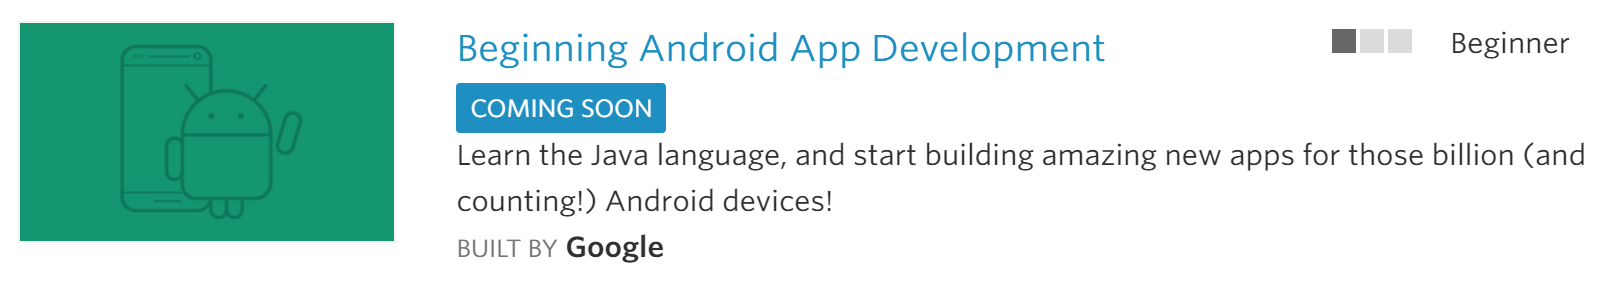 Beginning Android App Development
Beginner
COMING SOON
Learn the Java language, and start building amazing new apps for those billion (and
counting!) Android devices!
BUILT BY Google